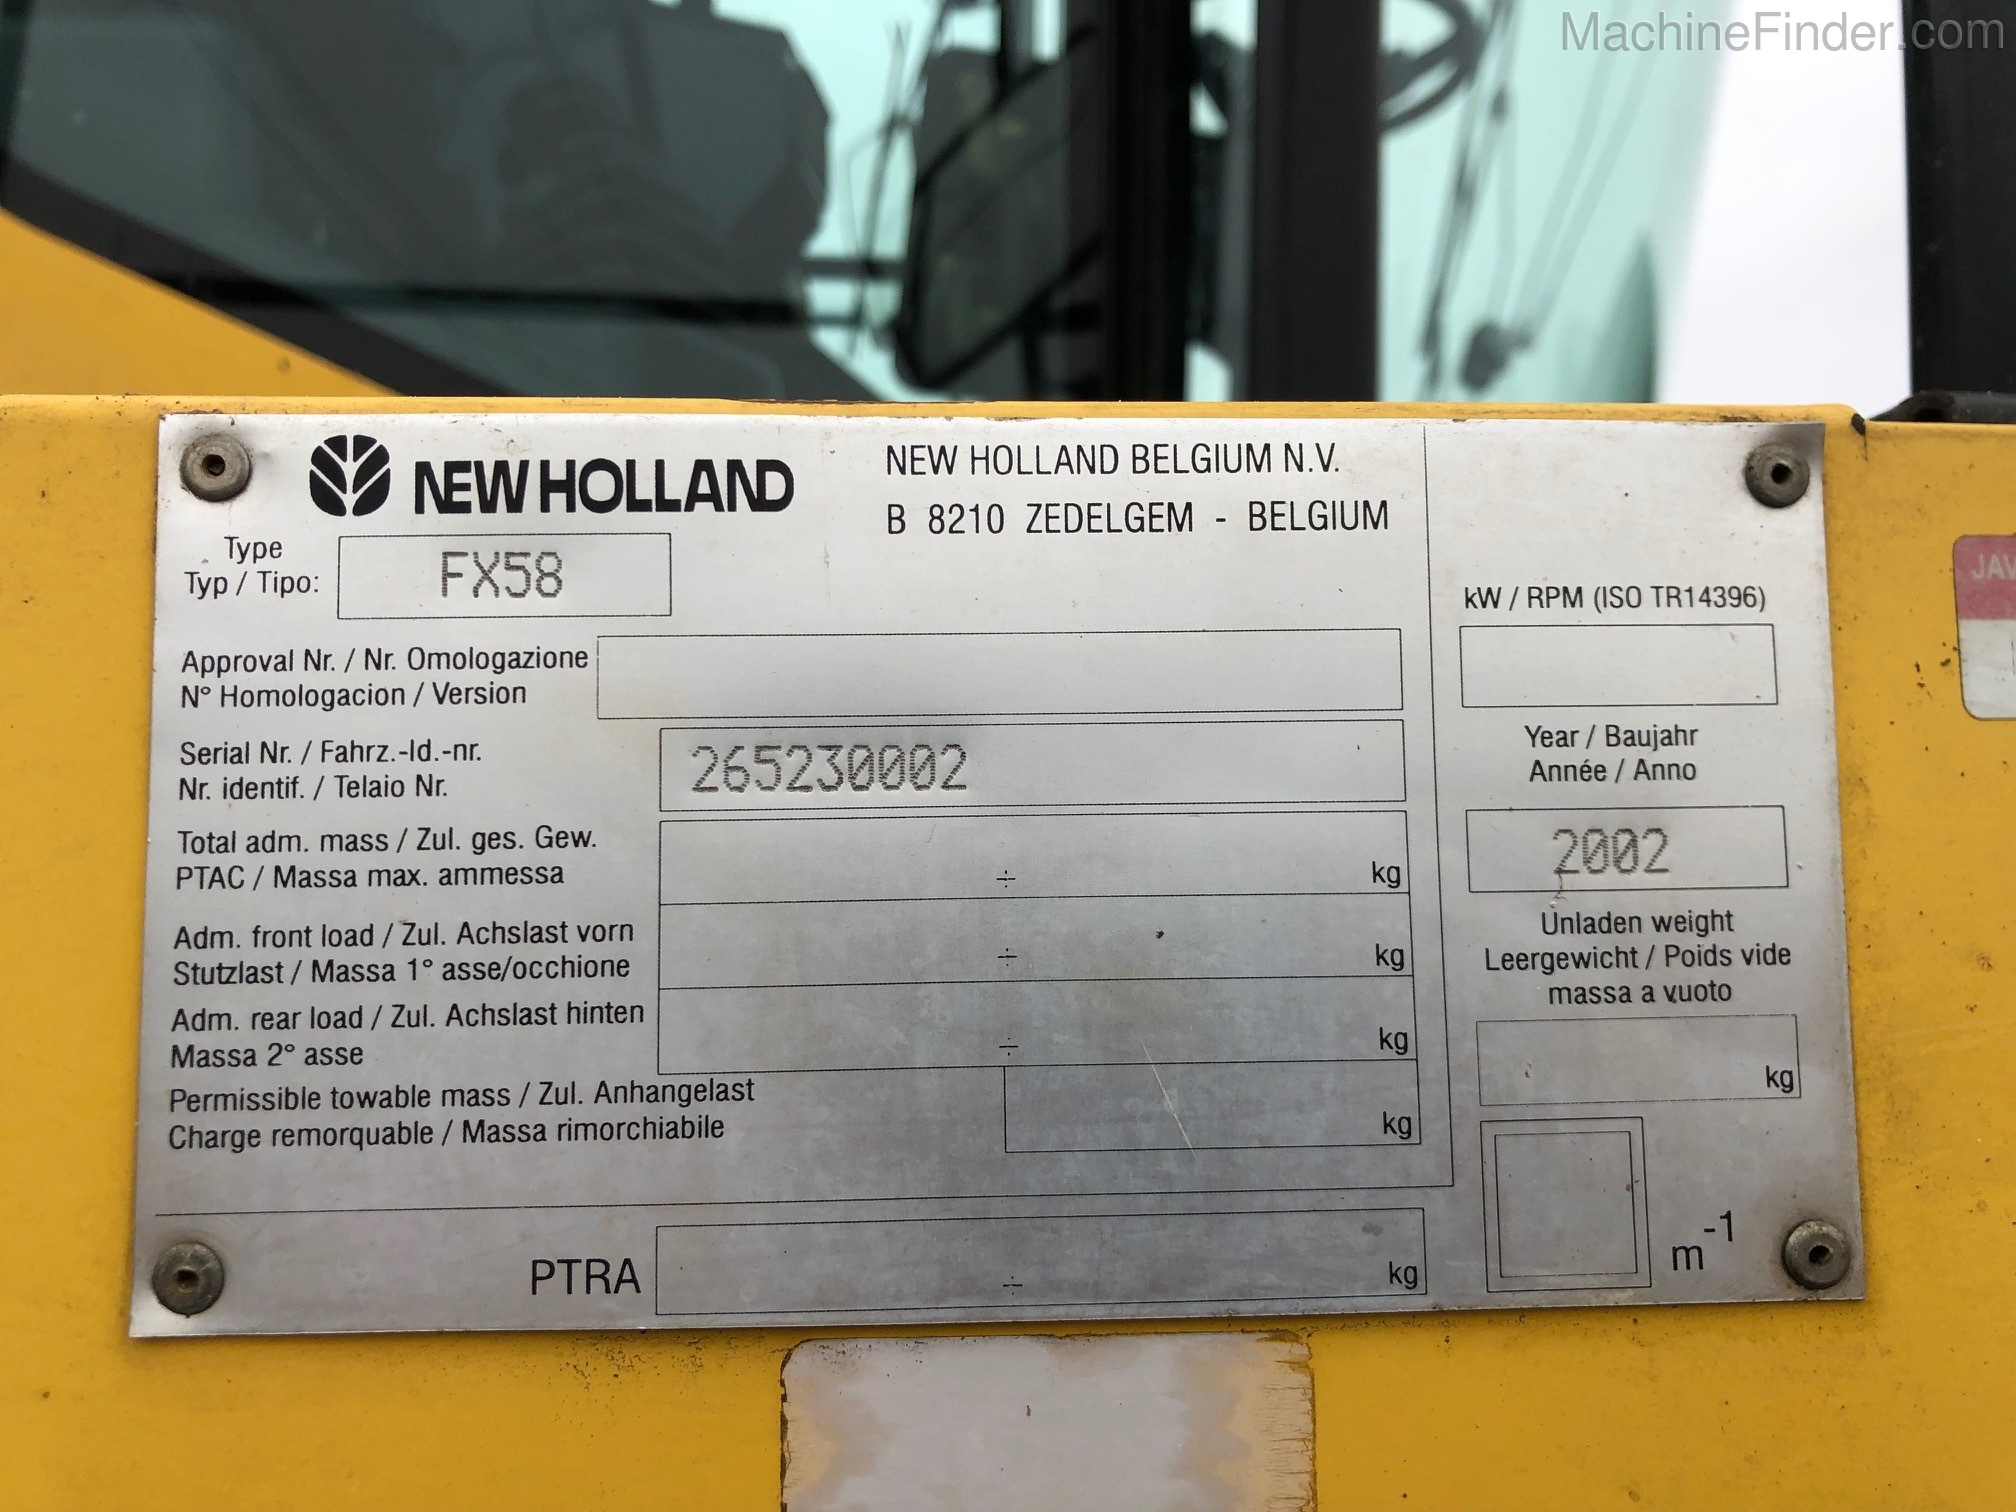 MachineFinder.com
NEW HOLLAND
NEW HOLLAND BELGIUM N.V.
B 8210 ZEDELGEM - BELGIUM
Type
Typ / Tipo:
FX58
Approval Nr. / Nr. Omologazione
N° Homologacion / Version
Serial Nr. / Fahrz.-Id.-nr.
Nr. identif. / Telaio Nr.
265230002
Total adm. mass / Zul. ges. Gew.
PTAC / Massa max. ammessa
÷ kg
Adm. front load / Zul. Achslast vorn
Stutzlast / Massa 1° asse/occhione
÷ kg
Adm. rear load / Zul. Achslast hinten
Massa 2° asse
÷ kg
Permissible towable mass / Zul. Anhangelast
Charge remorquable / Massa rimorchiabile
kg
PTRA ÷ kg
kW / RPM (ISO TR14396)
Year / Baujahr
Année / Anno
2002
Unladen weight
Leergewicht / Poids vide
massa a vuoto
kg
m-1
JAV